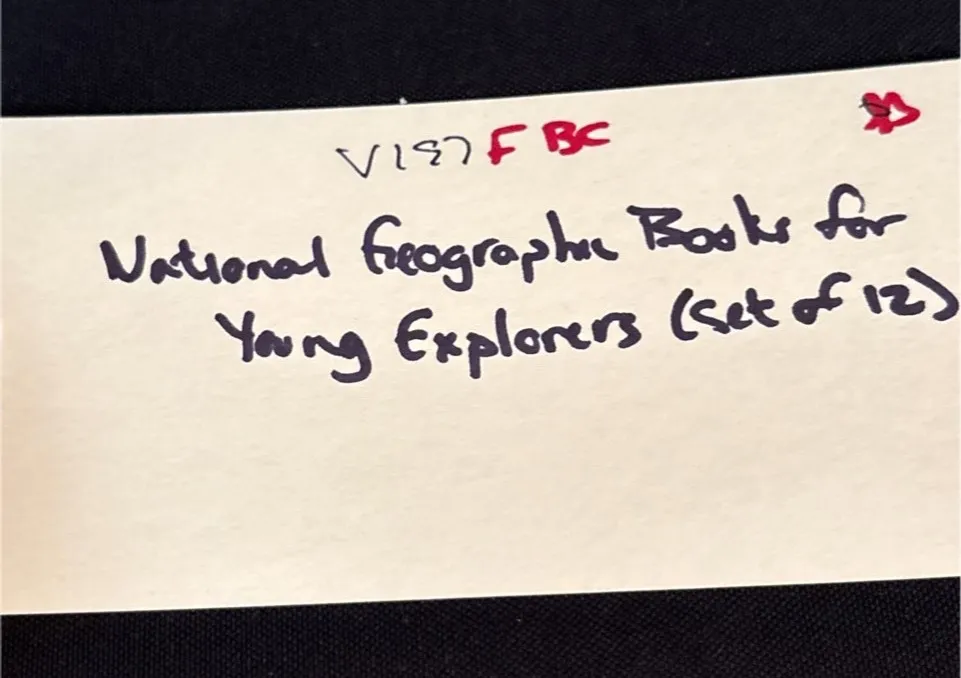 V187 F BC
National Geographic Books for
Young Explorers (set of 12)